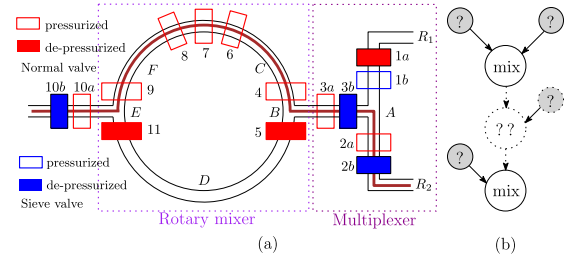 pressurized
de-pressurized
Normal valve
10b 10a
9
E
11
F
8
7
6
C
4
B
5
D
3a 3b
1a
1b
A
2a
2b
R1
R2
pressurized
de-pressurized
Sieve valve
Rotary mixer
Multiplexer
(a)
? ?
mix
?
? ?
?
mix
(b)